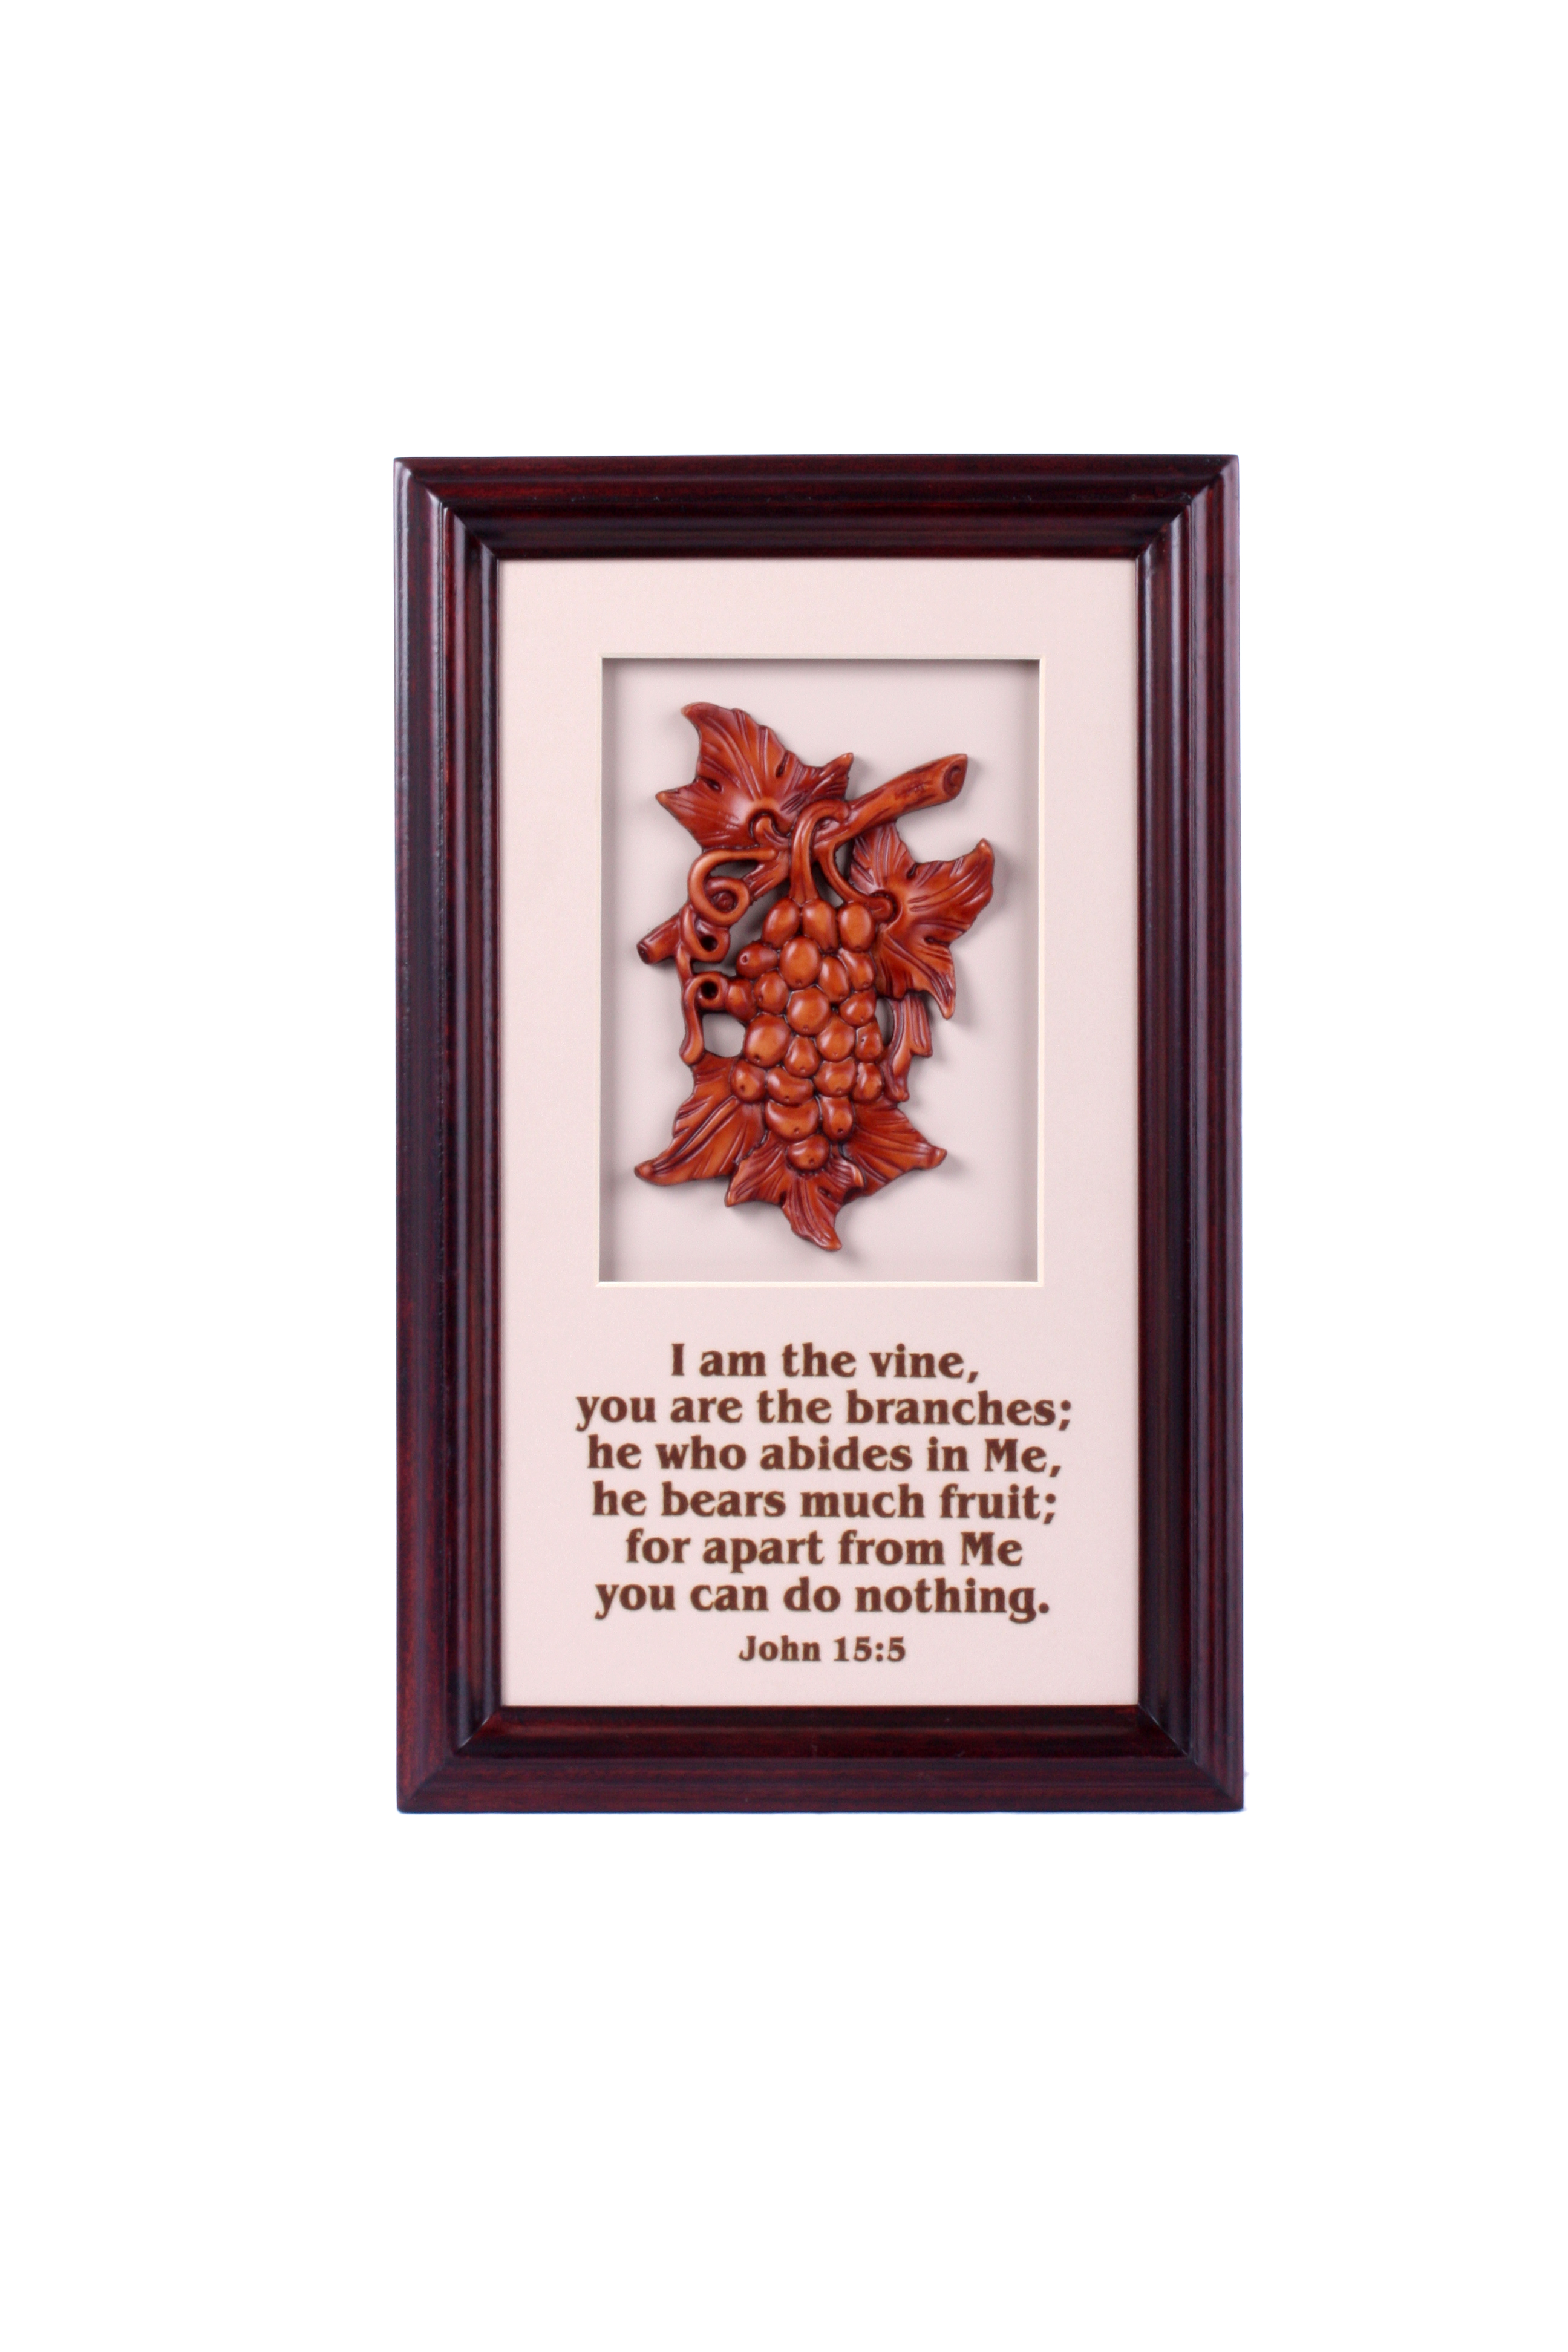 I am the vine,
you are the branches;
he who abides in Me,
he bears much fruit;
for apart from Me
you can do nothing.
John 15:5